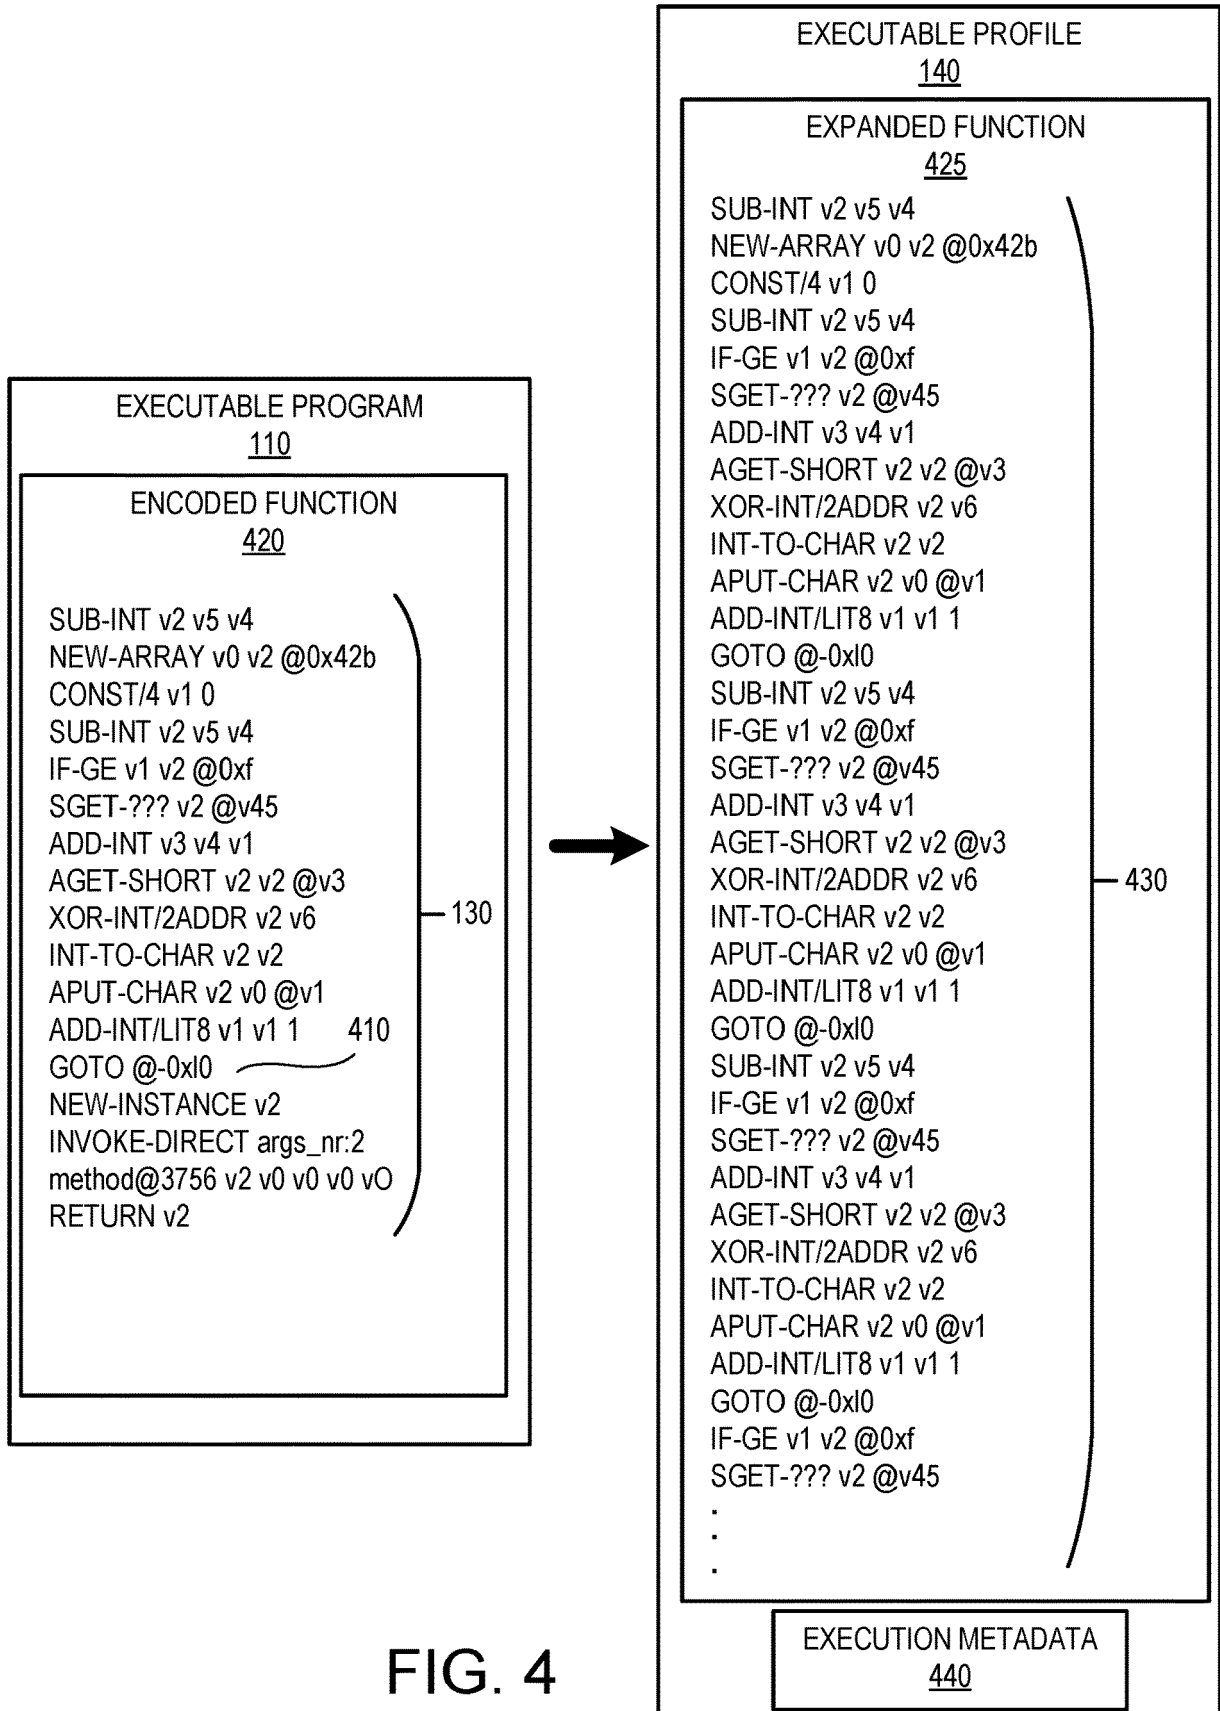 EXECUTABLE PROGRAM
110
ENCODED FUNCTION
420
SUB-INT v2 v5 v4
NEW-ARRAY v0 v2 @0x42b
CONST/4 v1 0
SUB-INT v2 v5 v4
IF-GE v1 v2 @0xf
SGET-??? v2 @v45
ADD-INT v3 v4 v1
AGET-SHORT v2 v2 @v3
XOR-INT/2ADDR v2 v6
INT-TO-CHAR v2 v2
APUT-CHAR v2 v0 @v1
ADD-INT/LIT8 v1 v1 1
GOTO @-0xl0
NEW-INSTANCE v2
INVOKE-DIRECT args_nr:2
method@3756 v2 v0 v0 v0 vO
RETURN v2
130
410
EXECUTABLE PROFILE
140
EXPANDED FUNCTION
425
SUB-INT v2 v5 v4
NEW-ARRAY v0 v2 @0x42b
CONST/4 v1 0
SUB-INT v2 v5 v4
IF-GE v1 v2 @0xf
SGET-??? v2 @v45
ADD-INT v3 v4 v1
AGET-SHORT v2 v2 @v3
XOR-INT/2ADDR v2 v6
INT-TO-CHAR v2 v2
APUT-CHAR v2 v0 @v1
ADD-INT/LIT8 v1 v1 1
GOTO @-0xl0
SUB-INT v2 v5 v4
IF-GE v1 v2 @0xf
SGET-??? v2 @v45
ADD-INT v3 v4 v1
AGET-SHORT v2 v2 @v3
XOR-INT/2ADDR v2 v6
INT-TO-CHAR v2 v2
APUT-CHAR v2 v0 @v1
ADD-INT/LIT8 v1 v1 1
GOTO @-0xl0
SUB-INT v2 v5 v4
IF-GE v1 v2 @0xf
SGET-??? v2 @v45
ADD-INT v3 v4 v1
AGET-SHORT v2 v2 @v3
XOR-INT/2ADDR v2 v6
INT-TO-CHAR v2 v2
APUT-CHAR v2 v0 @v1
ADD-INT/LIT8 v1 v1 1
GOTO @-0xl0
IF-GE v1 v2 @0xf
SGET-??? v2 @v45
.
.
.
430
EXECUTION METADATA
440
FIG. 4